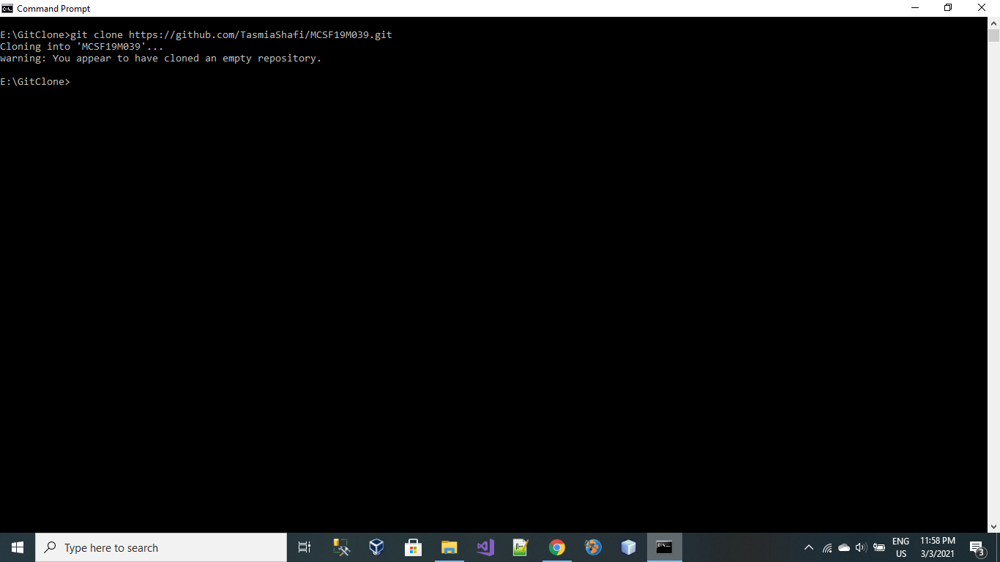 Command Prompt
E:\GitClone>git clone https://github.com/TasmiaShafi/MCSF19M039.git
Cloning into 'MCSF19M039'...
warning: You appear to have cloned an empty repository.
E:\GitClone>
Type here to search
ENG
US
11:58 PM
3/3/2021
3